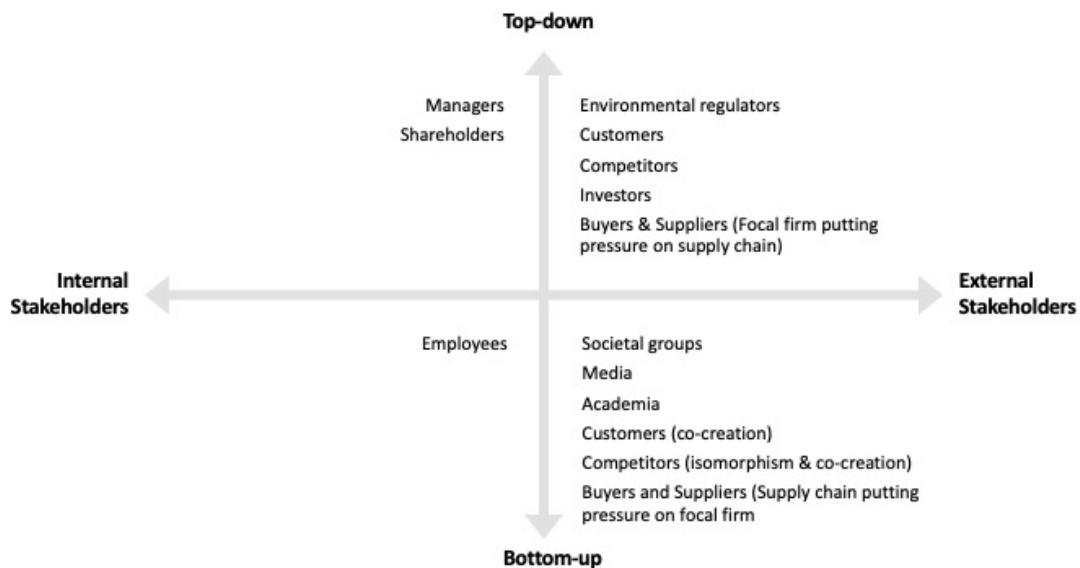 Top-down
Managers
Shareholders
Environmental regulators
Customers
Competitors
Investors
Buyers & Suppliers (Focal firm putting
pressure on supply chain)
Internal
Stakeholders
External
Stakeholders
Employees
Societal groups
Media
Academia
Customers (co-creation)
Competitors (isomorphism & co-creation)
Buyers and Suppliers (Supply chain putting
pressure on focal firm
Bottom-up